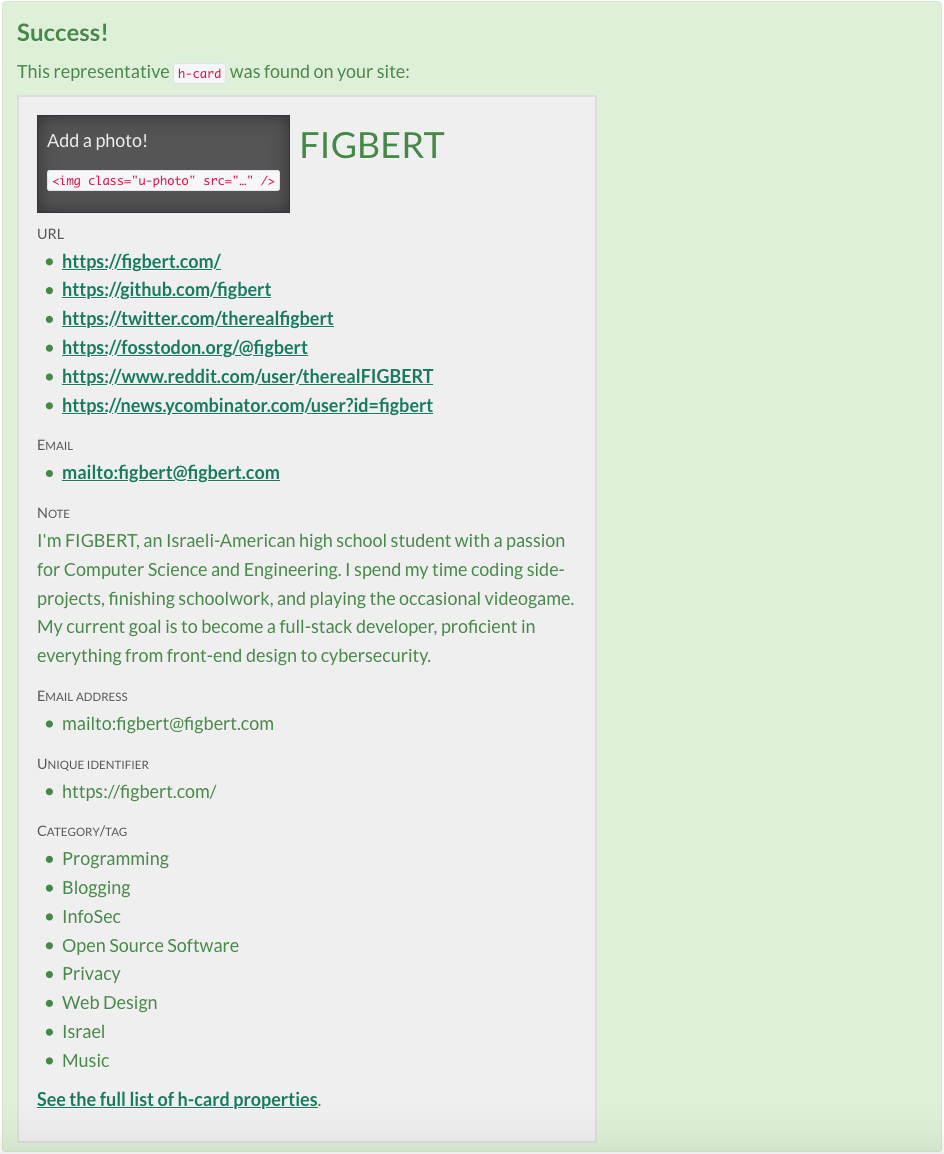 Success!
This representative h-card was found on your site:
Add a photo!
<img class="u-photo" src="…" />
FIGBERT
URL
https://figbert.com/
https://github.com/figbert
https://twitter.com/therealfigbert
https://fosstodon.org/@figbert
https://www.reddit.com/user/therealFIGBERT
https://news.ycombinator.com/user?id=figbert
Email
mailto:figbert@figbert.com
Note
I'm FIGBERT, an Israeli-American high school student with a passion
for Computer Science and Engineering. I spend my time coding side-
projects, finishing schoolwork, and playing the occasional videogame.
My current goal is to become a full-stack developer, proficient in
everything from front-end design to cybersecurity.
Email address
mailto:figbert@figbert.com
Unique identifier
https://figbert.com/
Category/tag
Programming
Blogging
InfoSec
Open Source Software
Privacy
Web Design
Israel
Music
See the full list of h-card properties.